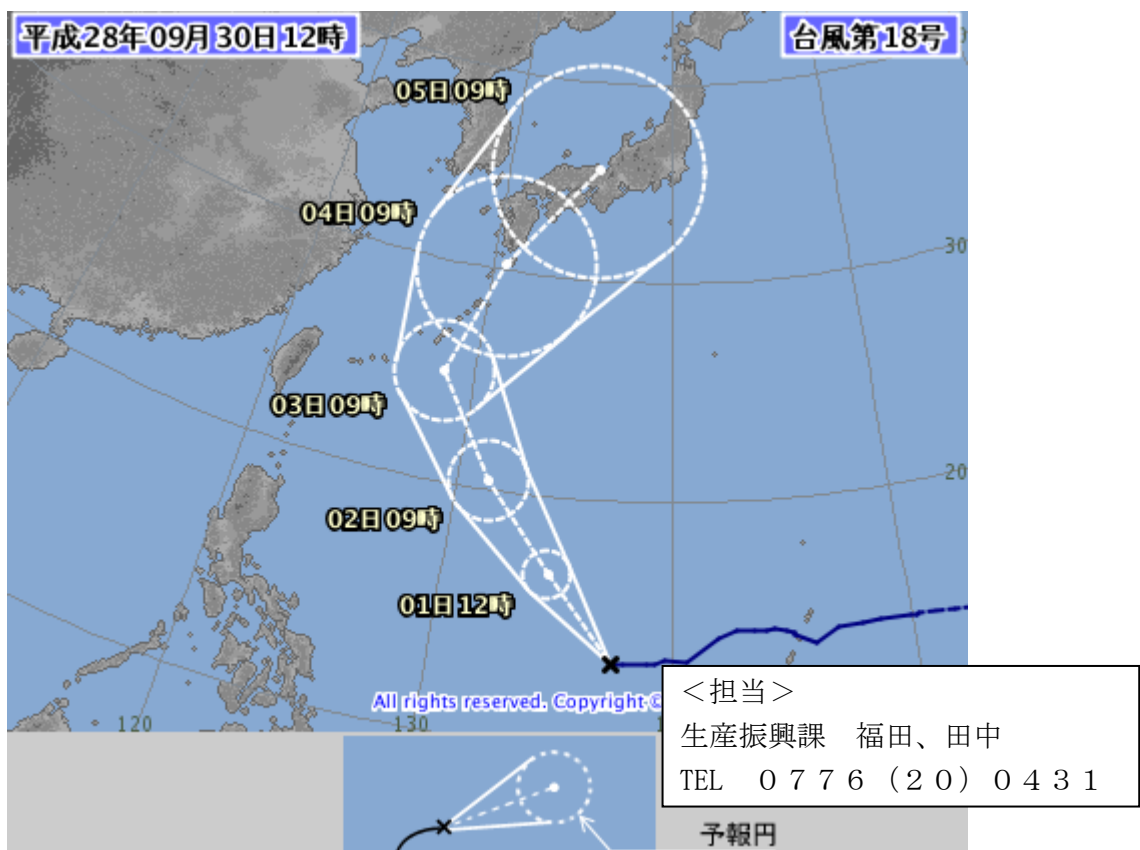 平成28年09月30日12時
台風第18号
05日09時
04日09時
30
03日09時
20
02日09時
01日12時
All rights reserved. Copyright ©
120
130
<担当>
生産振興課 福田、田中
TEL 0776(20)0431
予報円